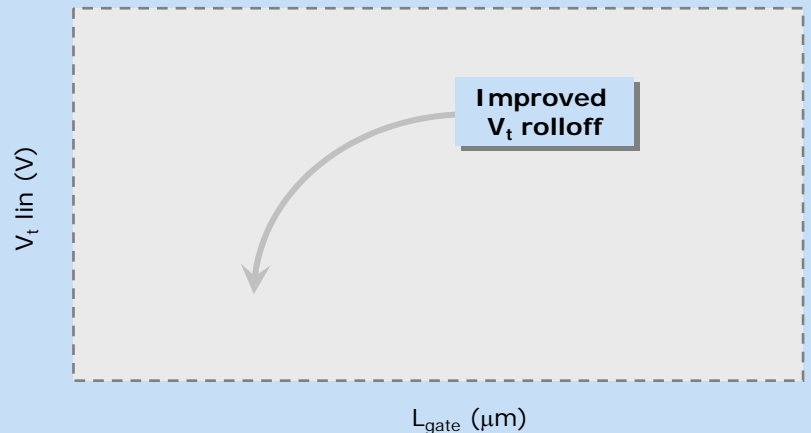 Improved
Vt rolloff
Vt lin (V)
Lgate (μm)